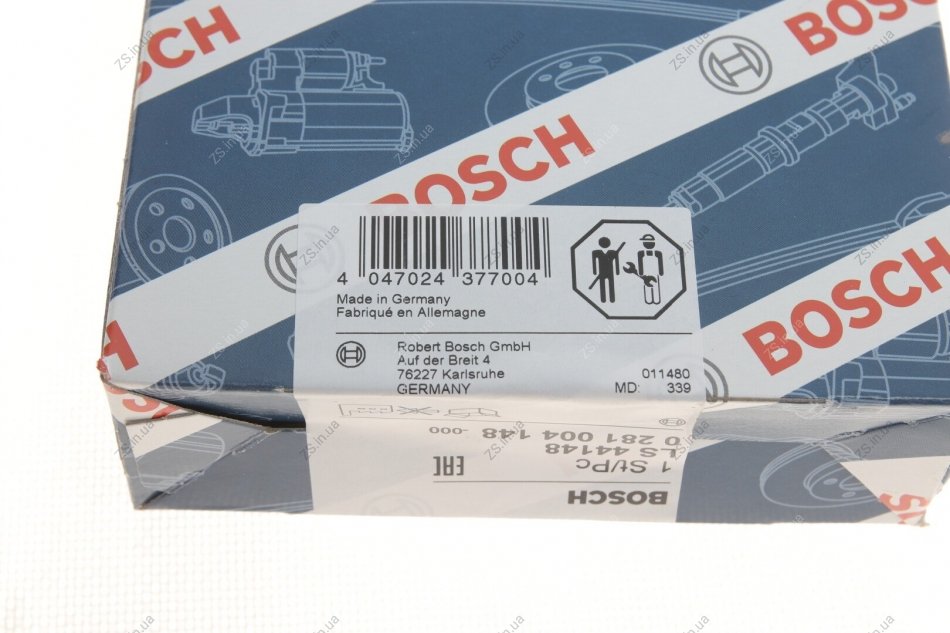 BOSCH
BOSCH
BOSCH
BOSCH
4 047024 377004
Made in Germany
Fabriqué en Allemagne
Robert Bosch GmbH
Auf der Breit 4
76227 Karlsruhe
GERMANY
011480
MD: 339
BOSCH
1 St/Pc
LS 44148
0 281 004 148 -000
EAC
ZS.in.ua